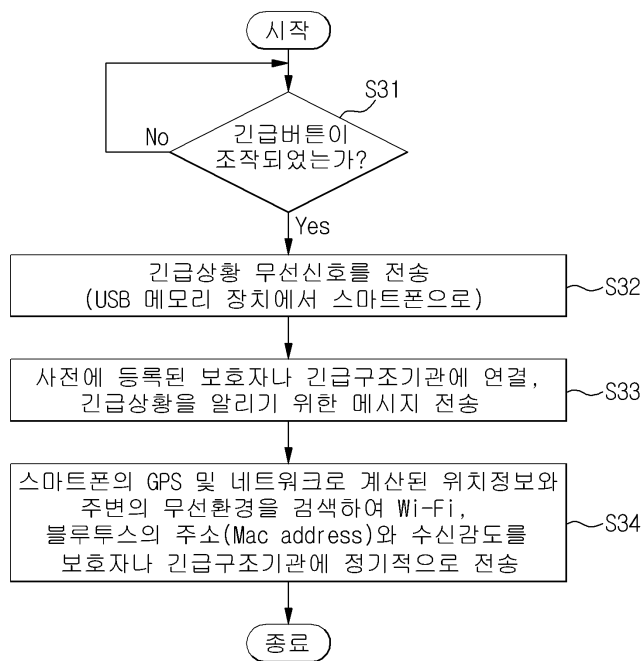 시작
S31
긴급버튼이
조작되었는가?
No
Yes
긴급상황 무선신호를 전송
(USB 메모리 장치에서 스마트폰으로)
S32
사전에 등록된 보호자나 긴급구조기관에 연결,
긴급상황을 알리기 위한 메시지 전송
S33
스마트폰의 GPS 및 네트워크로 계산된 위치정보와
주변의 무선환경을 검색하여 Wi-Fi,
블루투스의 주소(Mac address)와 수신감도를
보호자나 긴급구조기관에 정기적으로 전송
S34
종료